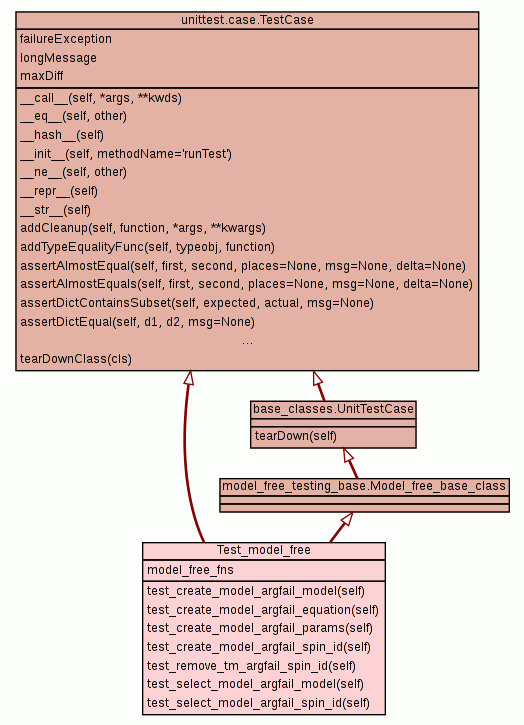 unittest.case.TestCase
failureException
longMessage
maxDiff
__call__(self, *args, **kwds)
__eq__(self, other)
__hash__(self)
__init__(self, methodName='runTest')
__ne__(self, other)
__repr__(self)
__str__(self)
addCleanup(self, function, *args, **kwargs)
addTypeEqualityFunc(self, typeobj, function)
assertAlmostEqual(self, first, second, places=None, msg=None, delta=None)
assertAlmostEquals(self, first, second, places=None, msg=None, delta=None)
assertDictContainsSubset(self, expected, actual, msg=None)
assertDictEqual(self, d1, d2, msg=None)
...
tearDownClass(cls)
base_classes.UnitTestCase
tearDown(self)
model_free_testing_base.Model_free_base_class
Test_model_free
model_free_fns
test_create_model_argfail_model(self)
test_create_model_argfail_equation(self)
test_create_model_argfail_params(self)
test_create_model_argfail_spin_id(self)
test_remove_tm_argfail_spin_id(self)
test_select_model_argfail_model(self)
test_select_model_argfail_spin_id(self)